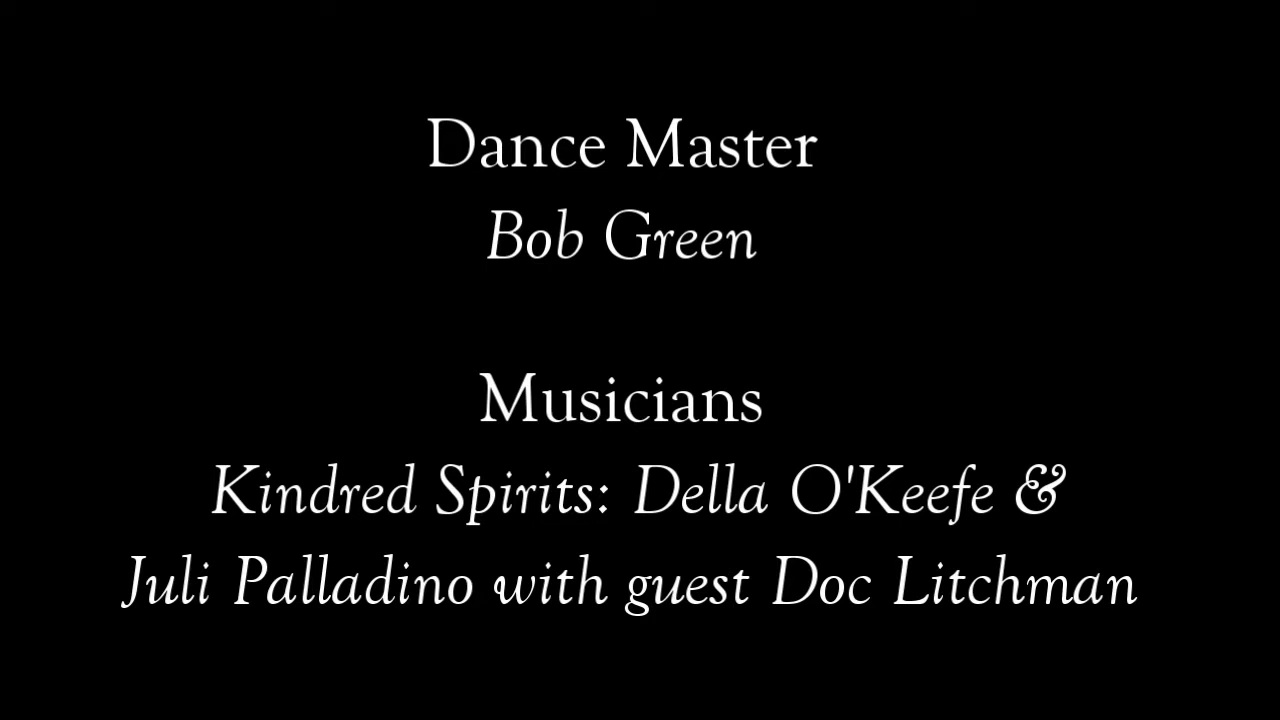 Dance Master
Bob Green
Musicians
Kindred Spirits: Della O'Keefe &
Juli Palladino with guest Doc Litchman